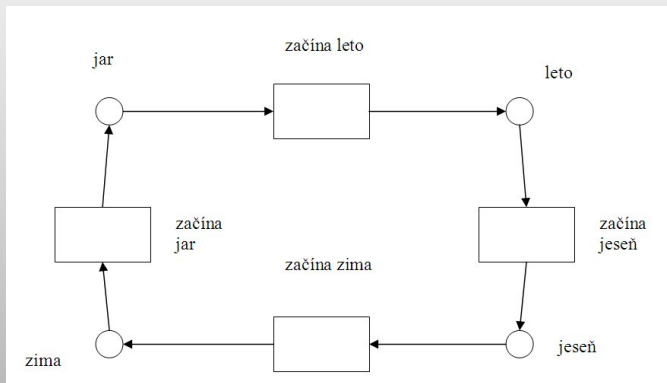 začína leto
jar
leto
začína
jar
začína
jeseň
začína zima
jeseň
zima